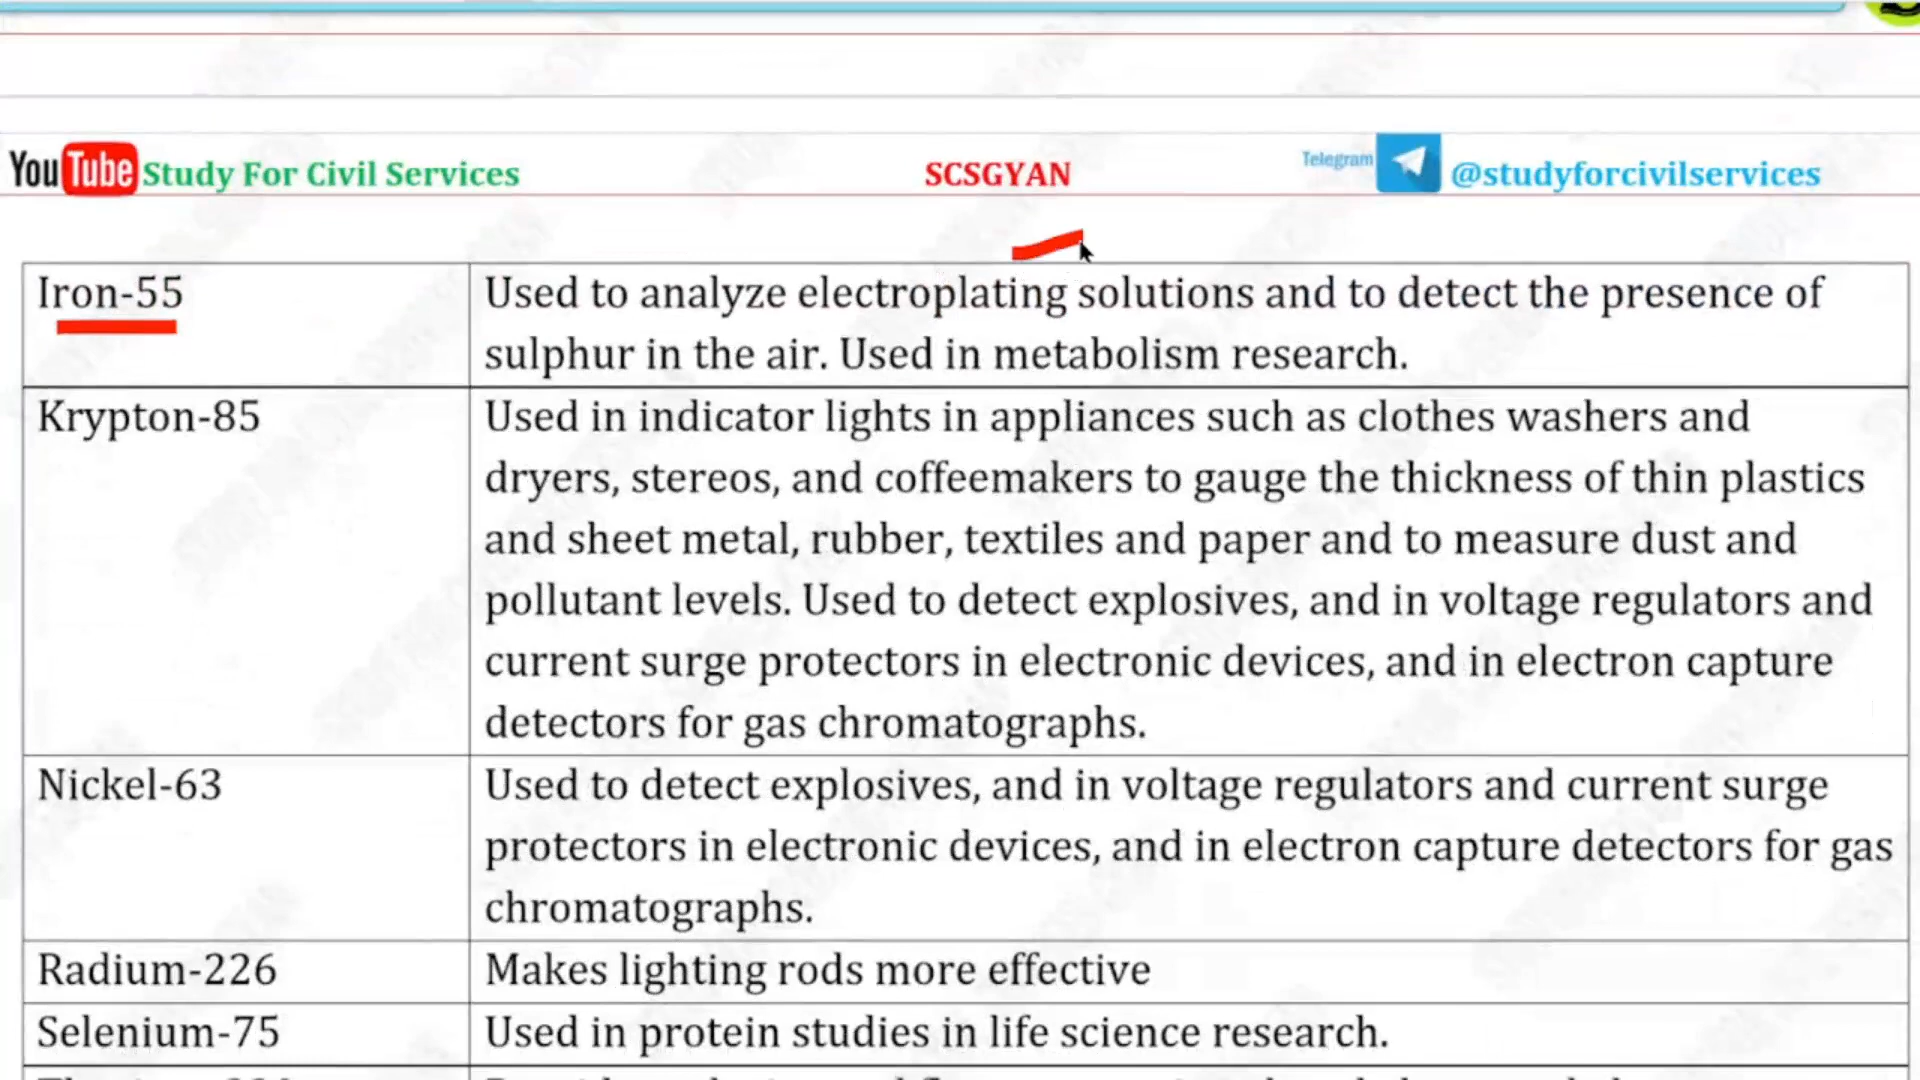 YouTube Study For Civil Services SCSGYAN Telegram @studyforcivilservices
Iron-55 Used to analyze electroplating solutions and to detect the presence of
sulphur in the air. Used in metabolism research.
Krypton-85 Used in indicator lights in appliances such as clothes washers and
dryers, stereos, and coffeemakers to gauge the thickness of thin plastics
and sheet metal, rubber, textiles and paper and to measure dust and
pollutant levels. Used to detect explosives, and in voltage regulators and
current surge protectors in electronic devices, and in electron capture
detectors for gas chromatographs.
Nickel-63 Used to detect explosives, and in voltage regulators and current surge
protectors in electronic devices, and in electron capture detectors for gas
chromatographs.
Radium-226 Makes lighting rods more effective
Selenium-75 Used in protein studies in life science research.